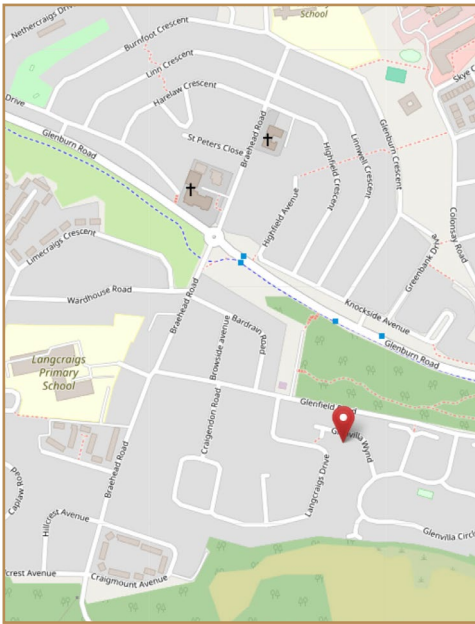 School
Nethercraigs Driv
Burnfoot Crescent
Linn Crescent
Skye C
Drive
Harelaw Crescent
Glenburn Road
St Peters Close
Braehead Road
Highfield Crescent
Linnwell Crescent
Glenburn Crescent
Colonsay Road
Highfield Avenue
Limecraigs Crescent
Greenbank Drive
Wardhouse Road
Braehead Road
Knockside Avenue
Bardrain Road
Browside avenue
Glenburn Road
Langcraigs
Primary
School
Glenfield
Craigendon Road
Wynd
Langcraigs Drive
Braehead Road
Caplaw Road
Hillcrest Avenue
Glenvilla Circl
crest Avenue
Craigmount Avenue